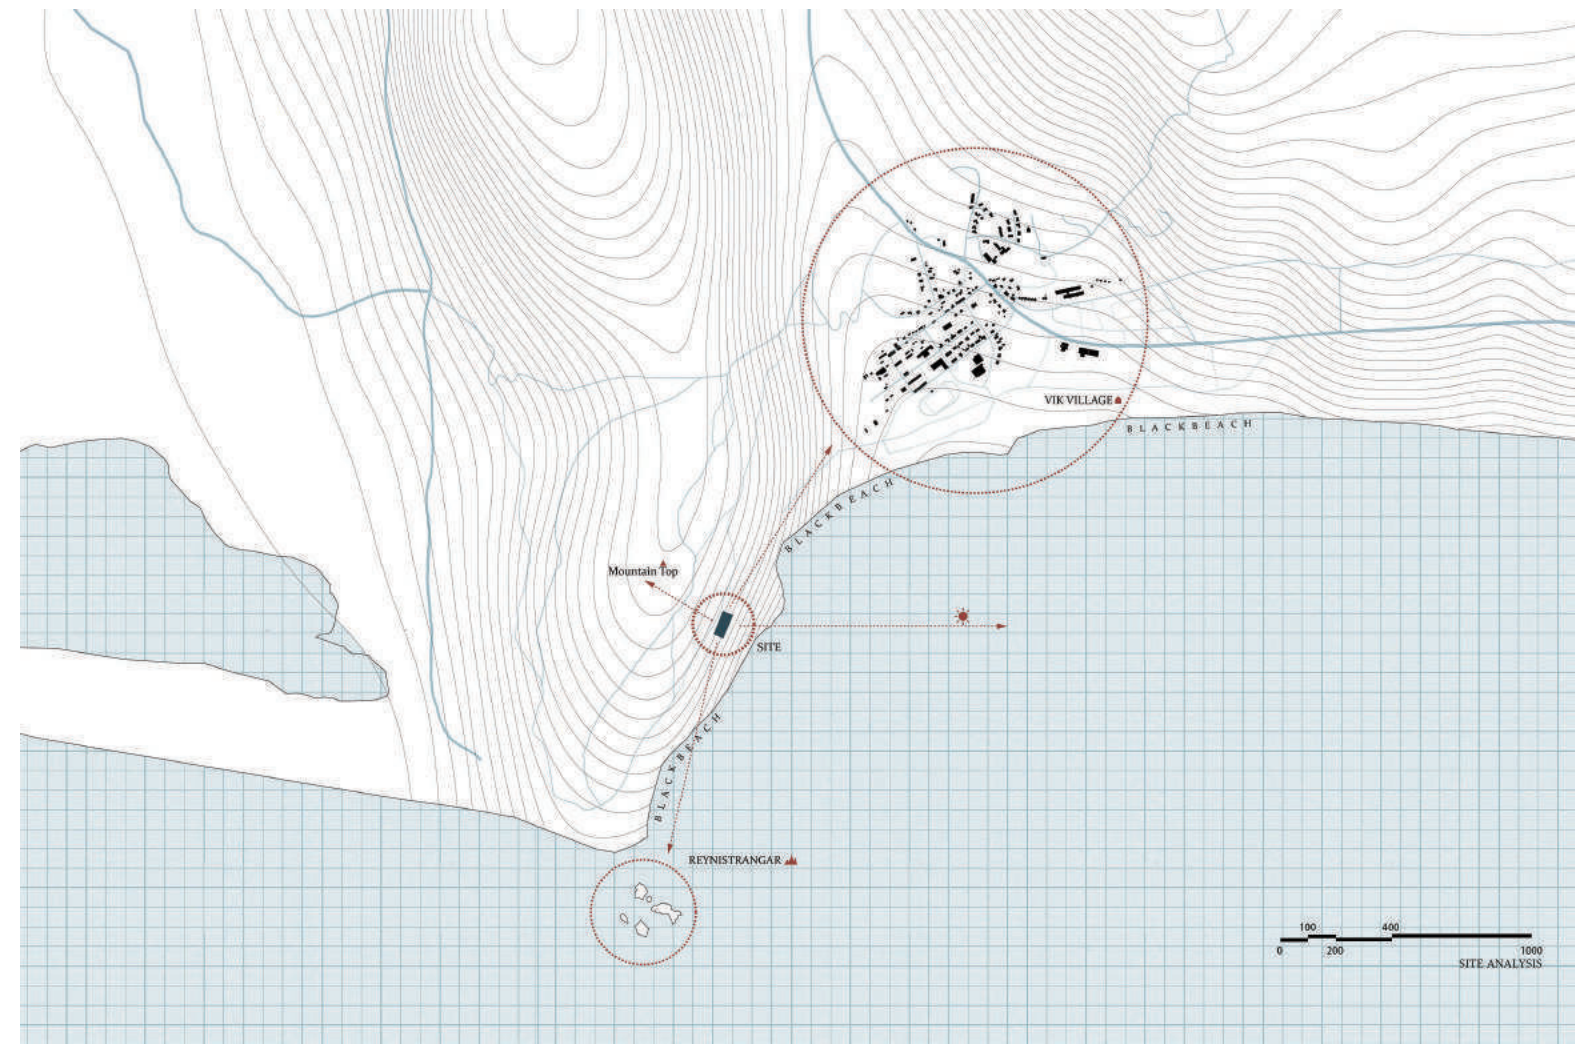 VIK VILLAGE
BLACKBEACH
BLACKBEACH
Mountain Top
SITE
BLACKBEACH
REYNISTRANGAR
100 400
0 200 1000
SITE ANALYSIS